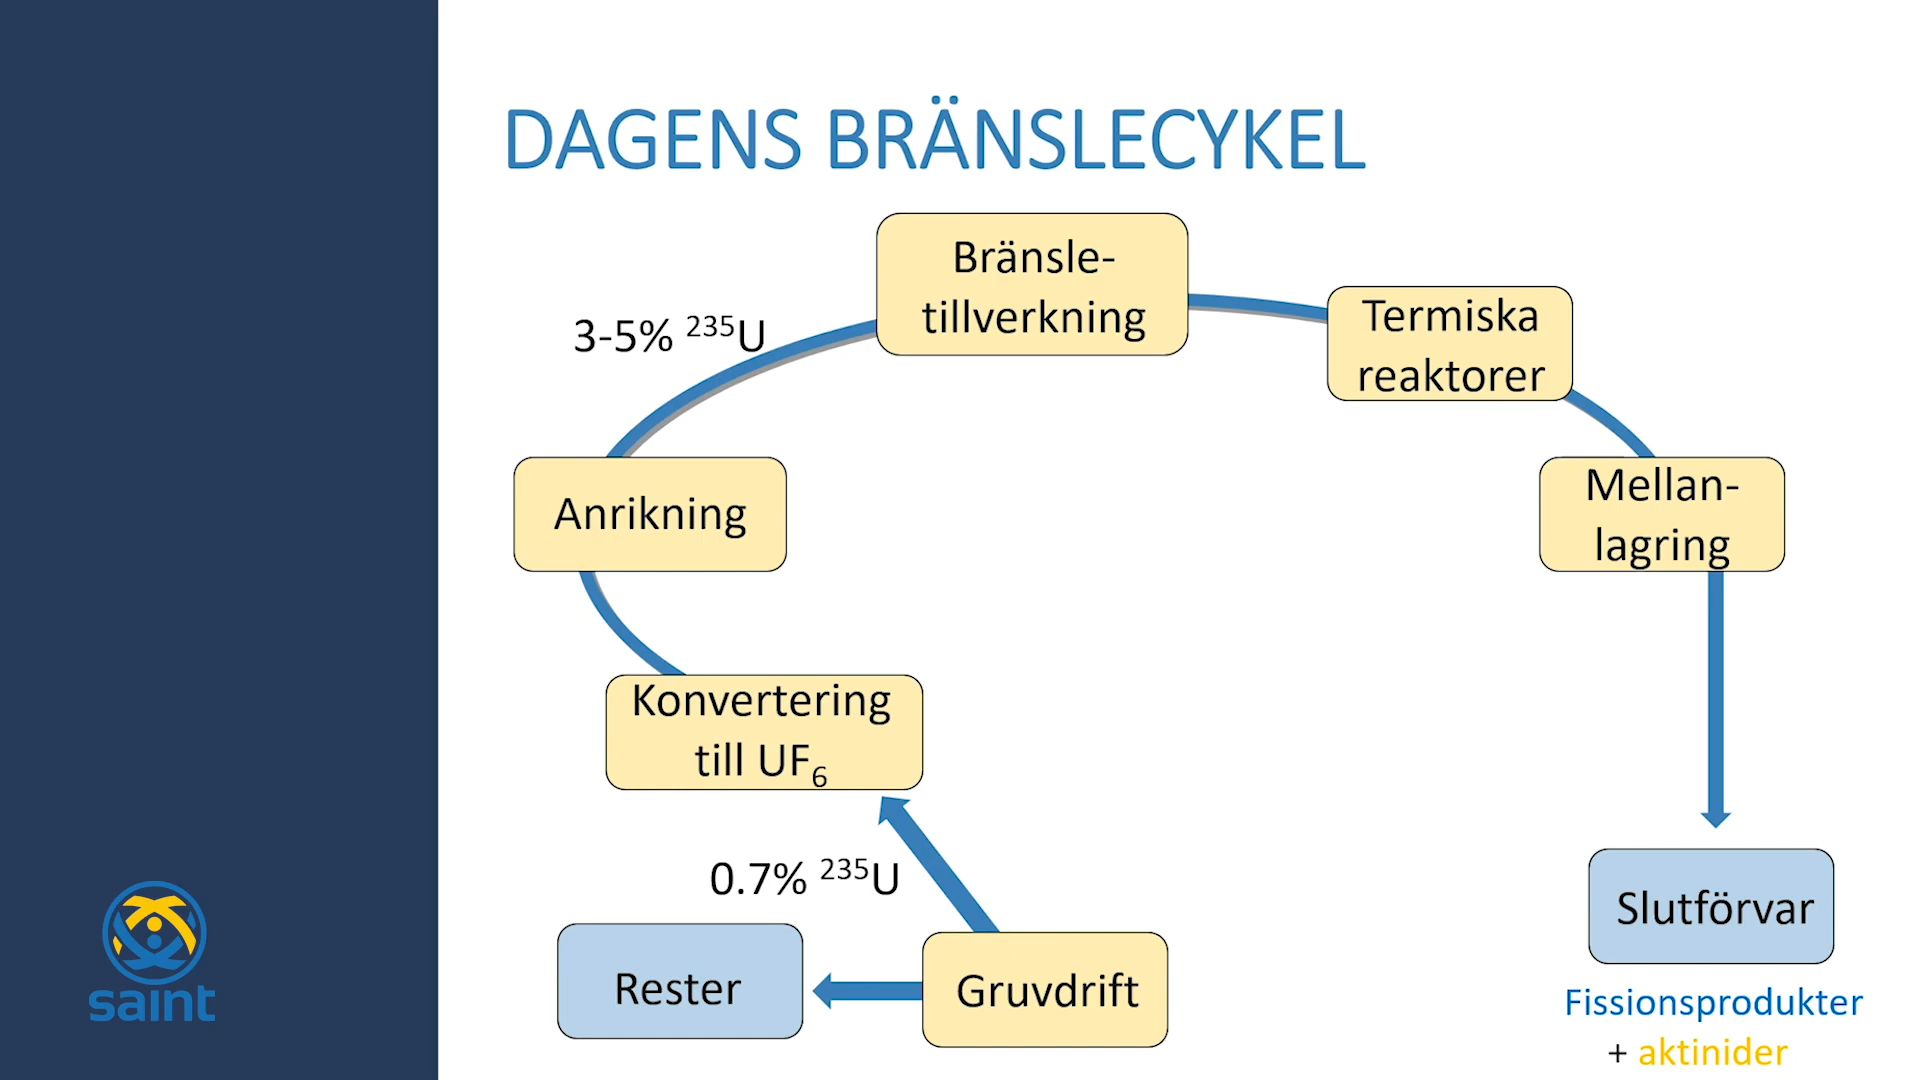 DAGENS BRÄNSLECYKEL
Bränsle-
tillverkning
3-5% ²³⁵U
Termiska
reaktorer
Anrikning
Mellan-
lagring
Konvertering
till UF₆
0.7% ²³⁵U
Rester
Gruvdrift
Slutförvar
Fissionsprodukter
+ aktinider
saint